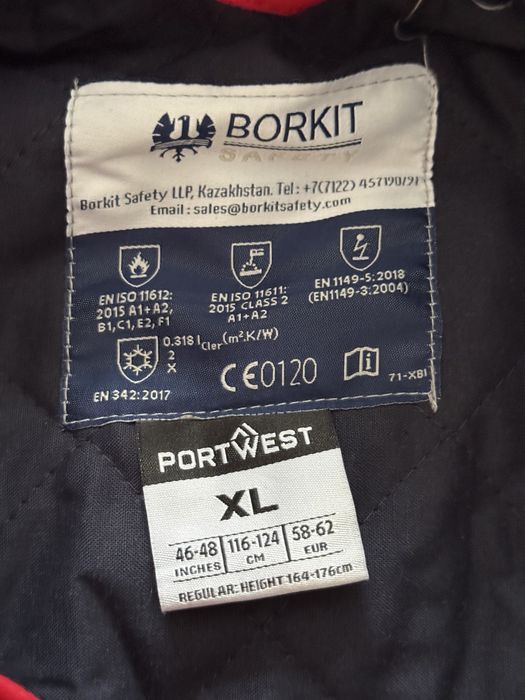 BORKIT
SAFETY
Borkit Safety LLP, Kazakhstan. Tel: +7(7122) 457190/91
Email: sales@borkitsafety.com
EN ISO 11612:
2015 A1+A2,
B1,C1,E2,F1
EN ISO 11611:
2015 CLASS 2
A1+A2
EN 1149-5:2018
(EN1149-3:2004)
0.318 I cler (m².K/W)
2
X
EN 342:2017
CE0120
i
71-XBI
PORTWEST
XL
46-48 INCHES
116-124 CM
58-62 EUR
REGULAR: HEIGHT 164-176cm